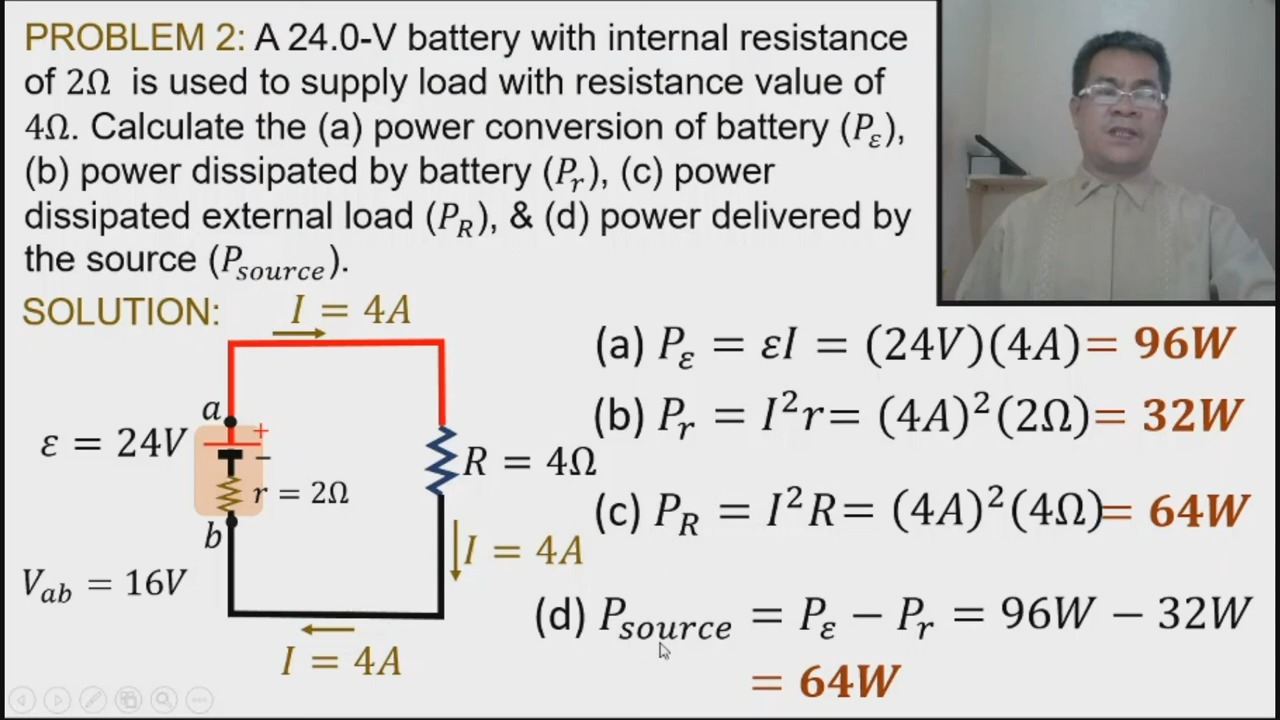 PROBLEM 2: A 24.0-V battery with internal resistance
of 2Ω is used to supply load with resistance value of
4Ω. Calculate the (a) power conversion of battery (Pε),
(b) power dissipated by battery (Pr), (c) power
dissipated external load (PR), & (d) power delivered by
the source (Psource).
SOLUTION:
I = 4A
a
+
ε = 24V
−
r = 2Ω
R = 4Ω
b
I = 4A
Vab = 16V
I = 4A
(a) Pε = εI = (24V)(4A) = 96W
(b) Pr = I²r = (4A)²(2Ω) = 32W
(c) PR = I²R = (4A)²(4Ω) = 64W
(d) Psource = Pε − Pr = 96W − 32W
= 64W